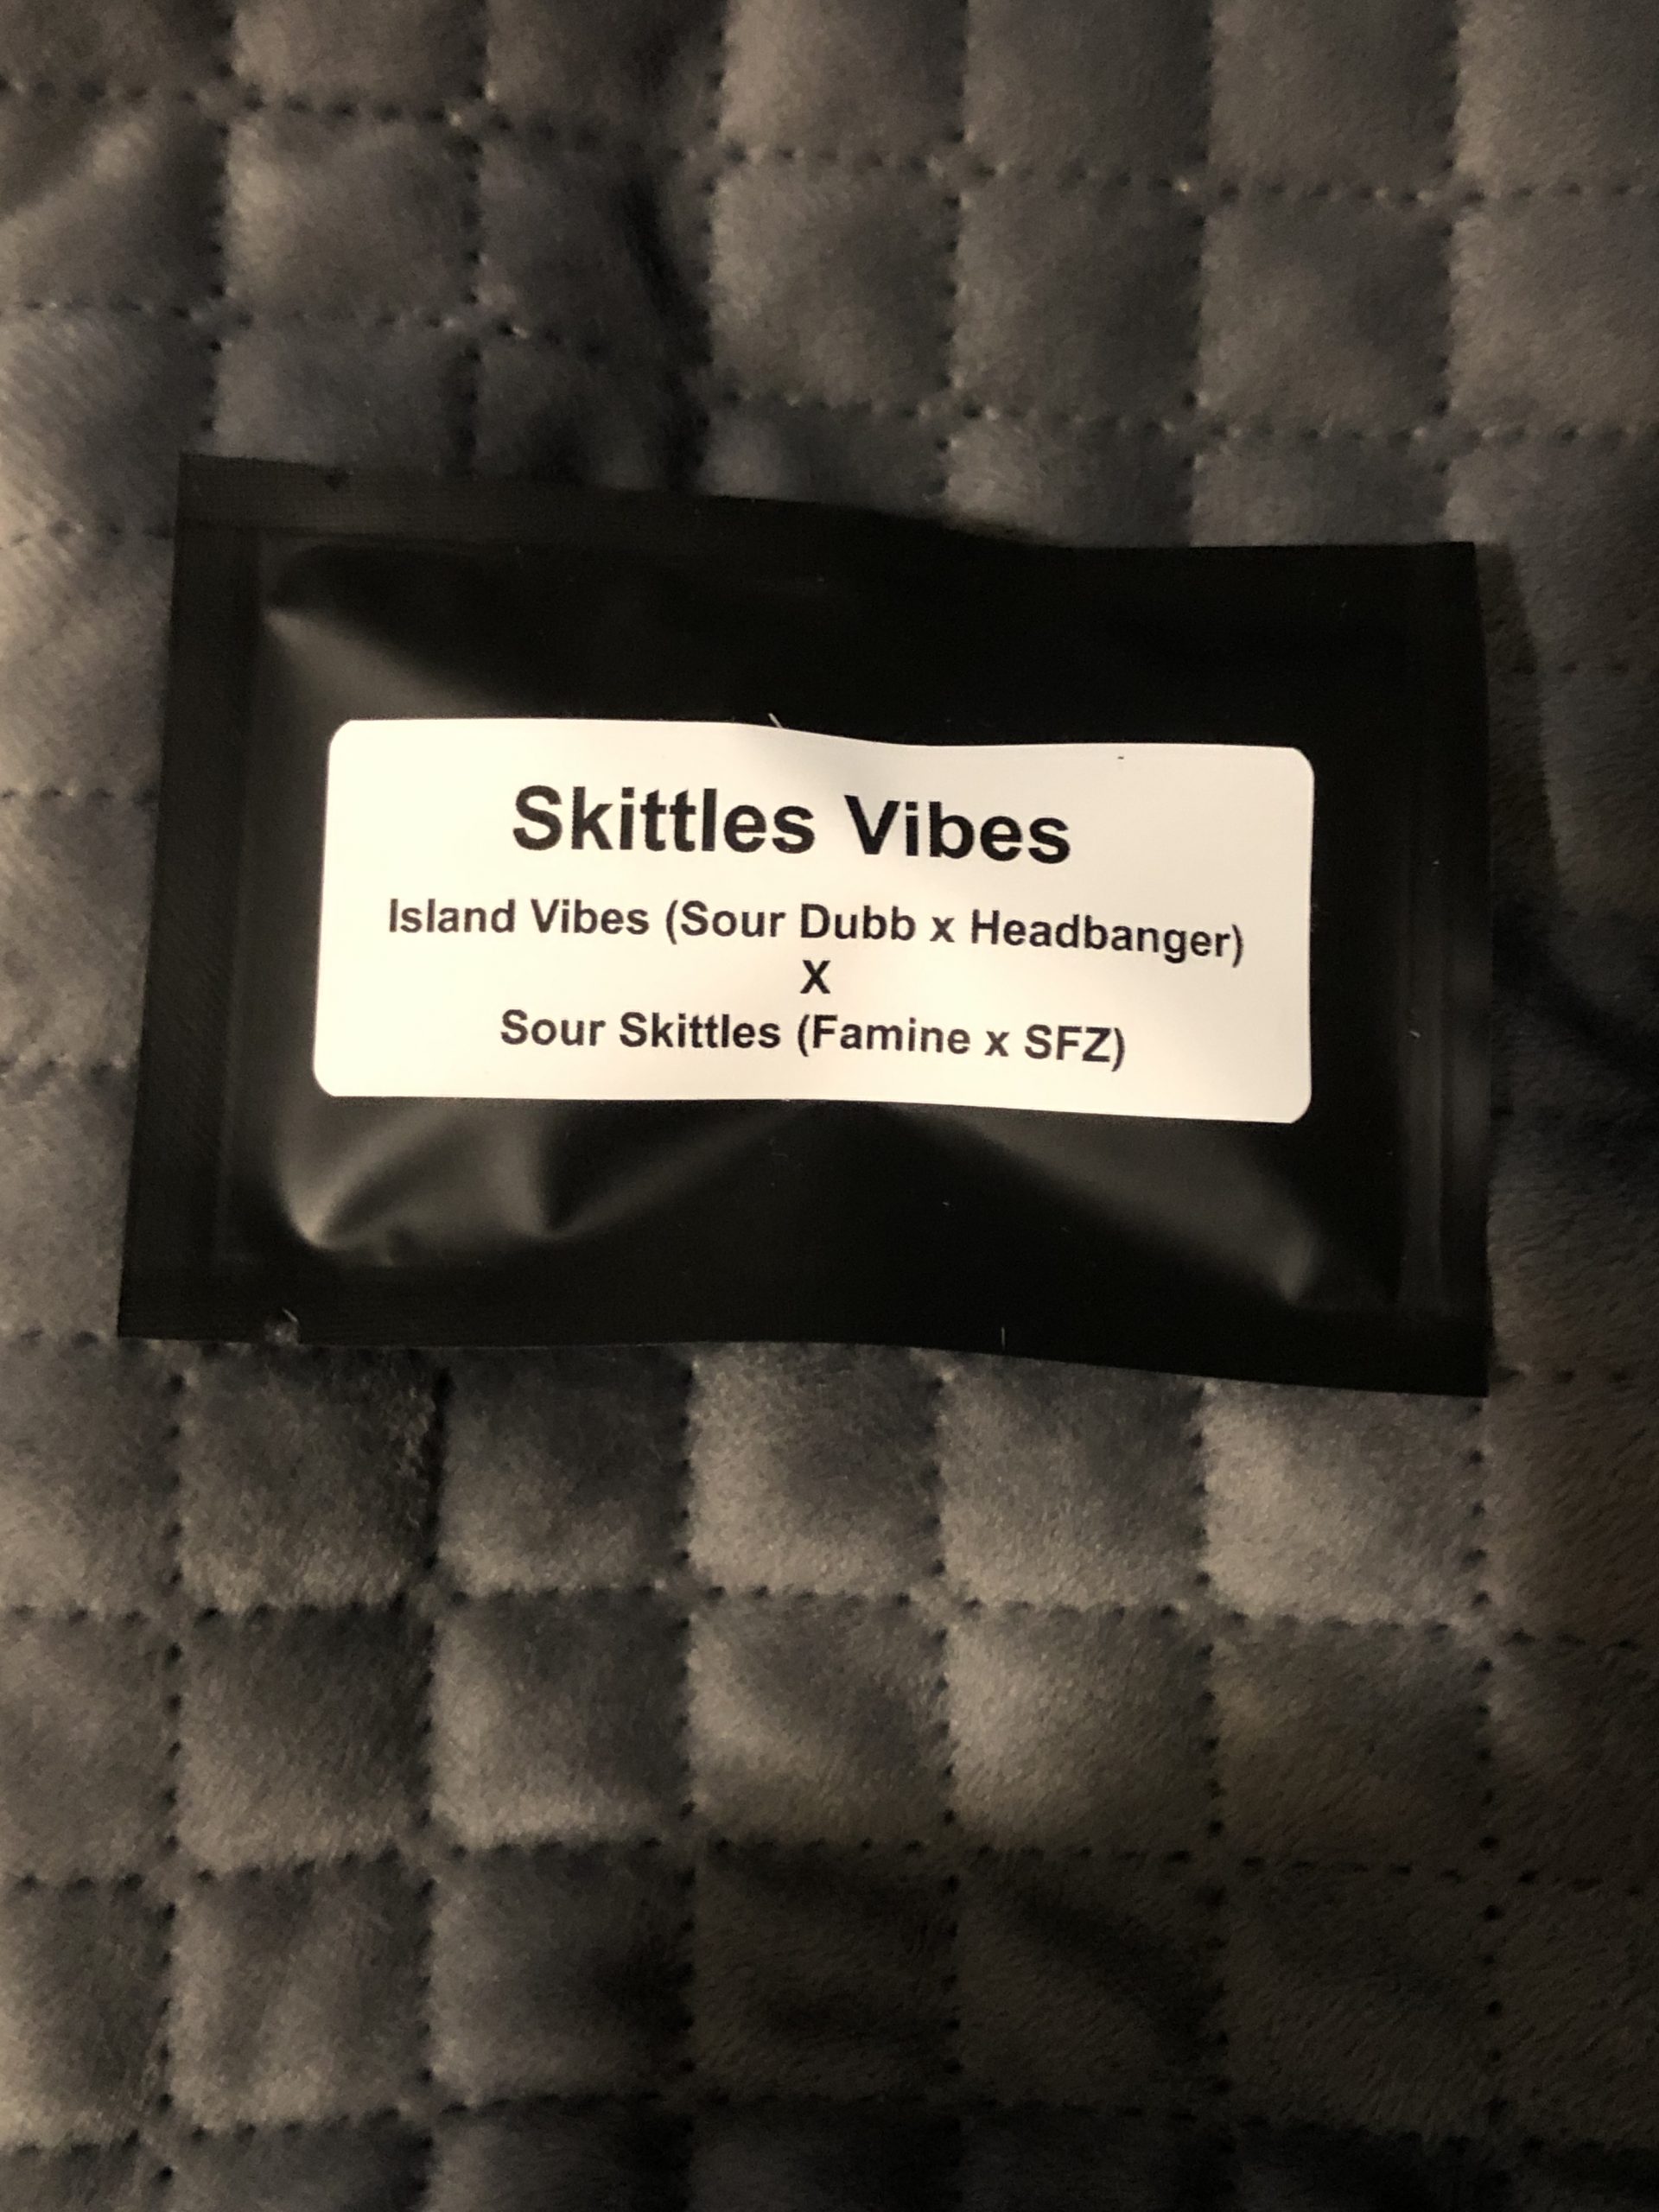 Skittles Vibes
Island Vibes (Sour Dubb x Headbanger)
X
Sour Skittles (Famine x SFZ)